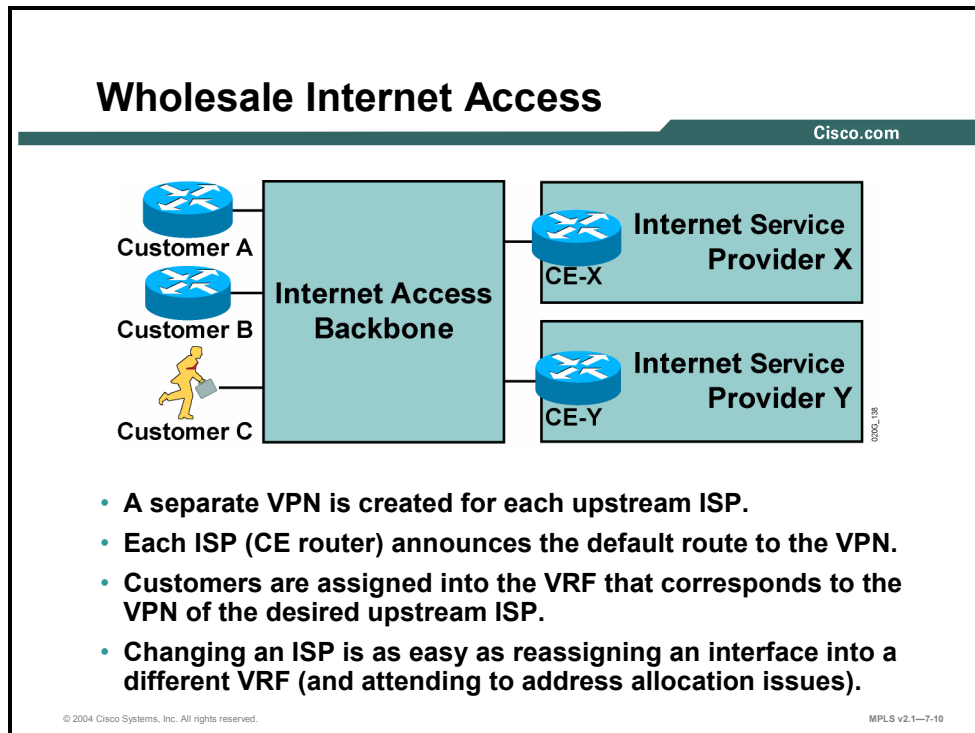 Wholesale Internet Access
Cisco.com
Customer A
Customer B
Customer C
Internet Access
Backbone
CE-X
Internet Service
Provider X
CE-Y
Internet Service
Provider Y
020G_138
• A separate VPN is created for each upstream ISP.
• Each ISP (CE router) announces the default route to the VPN.
• Customers are assigned into the VRF that corresponds to the
VPN of the desired upstream ISP.
• Changing an ISP is as easy as reassigning an interface into a
different VRF (and attending to address allocation issues).
© 2004 Cisco Systems, Inc. All rights reserved.
MPLS v2.1—7-10